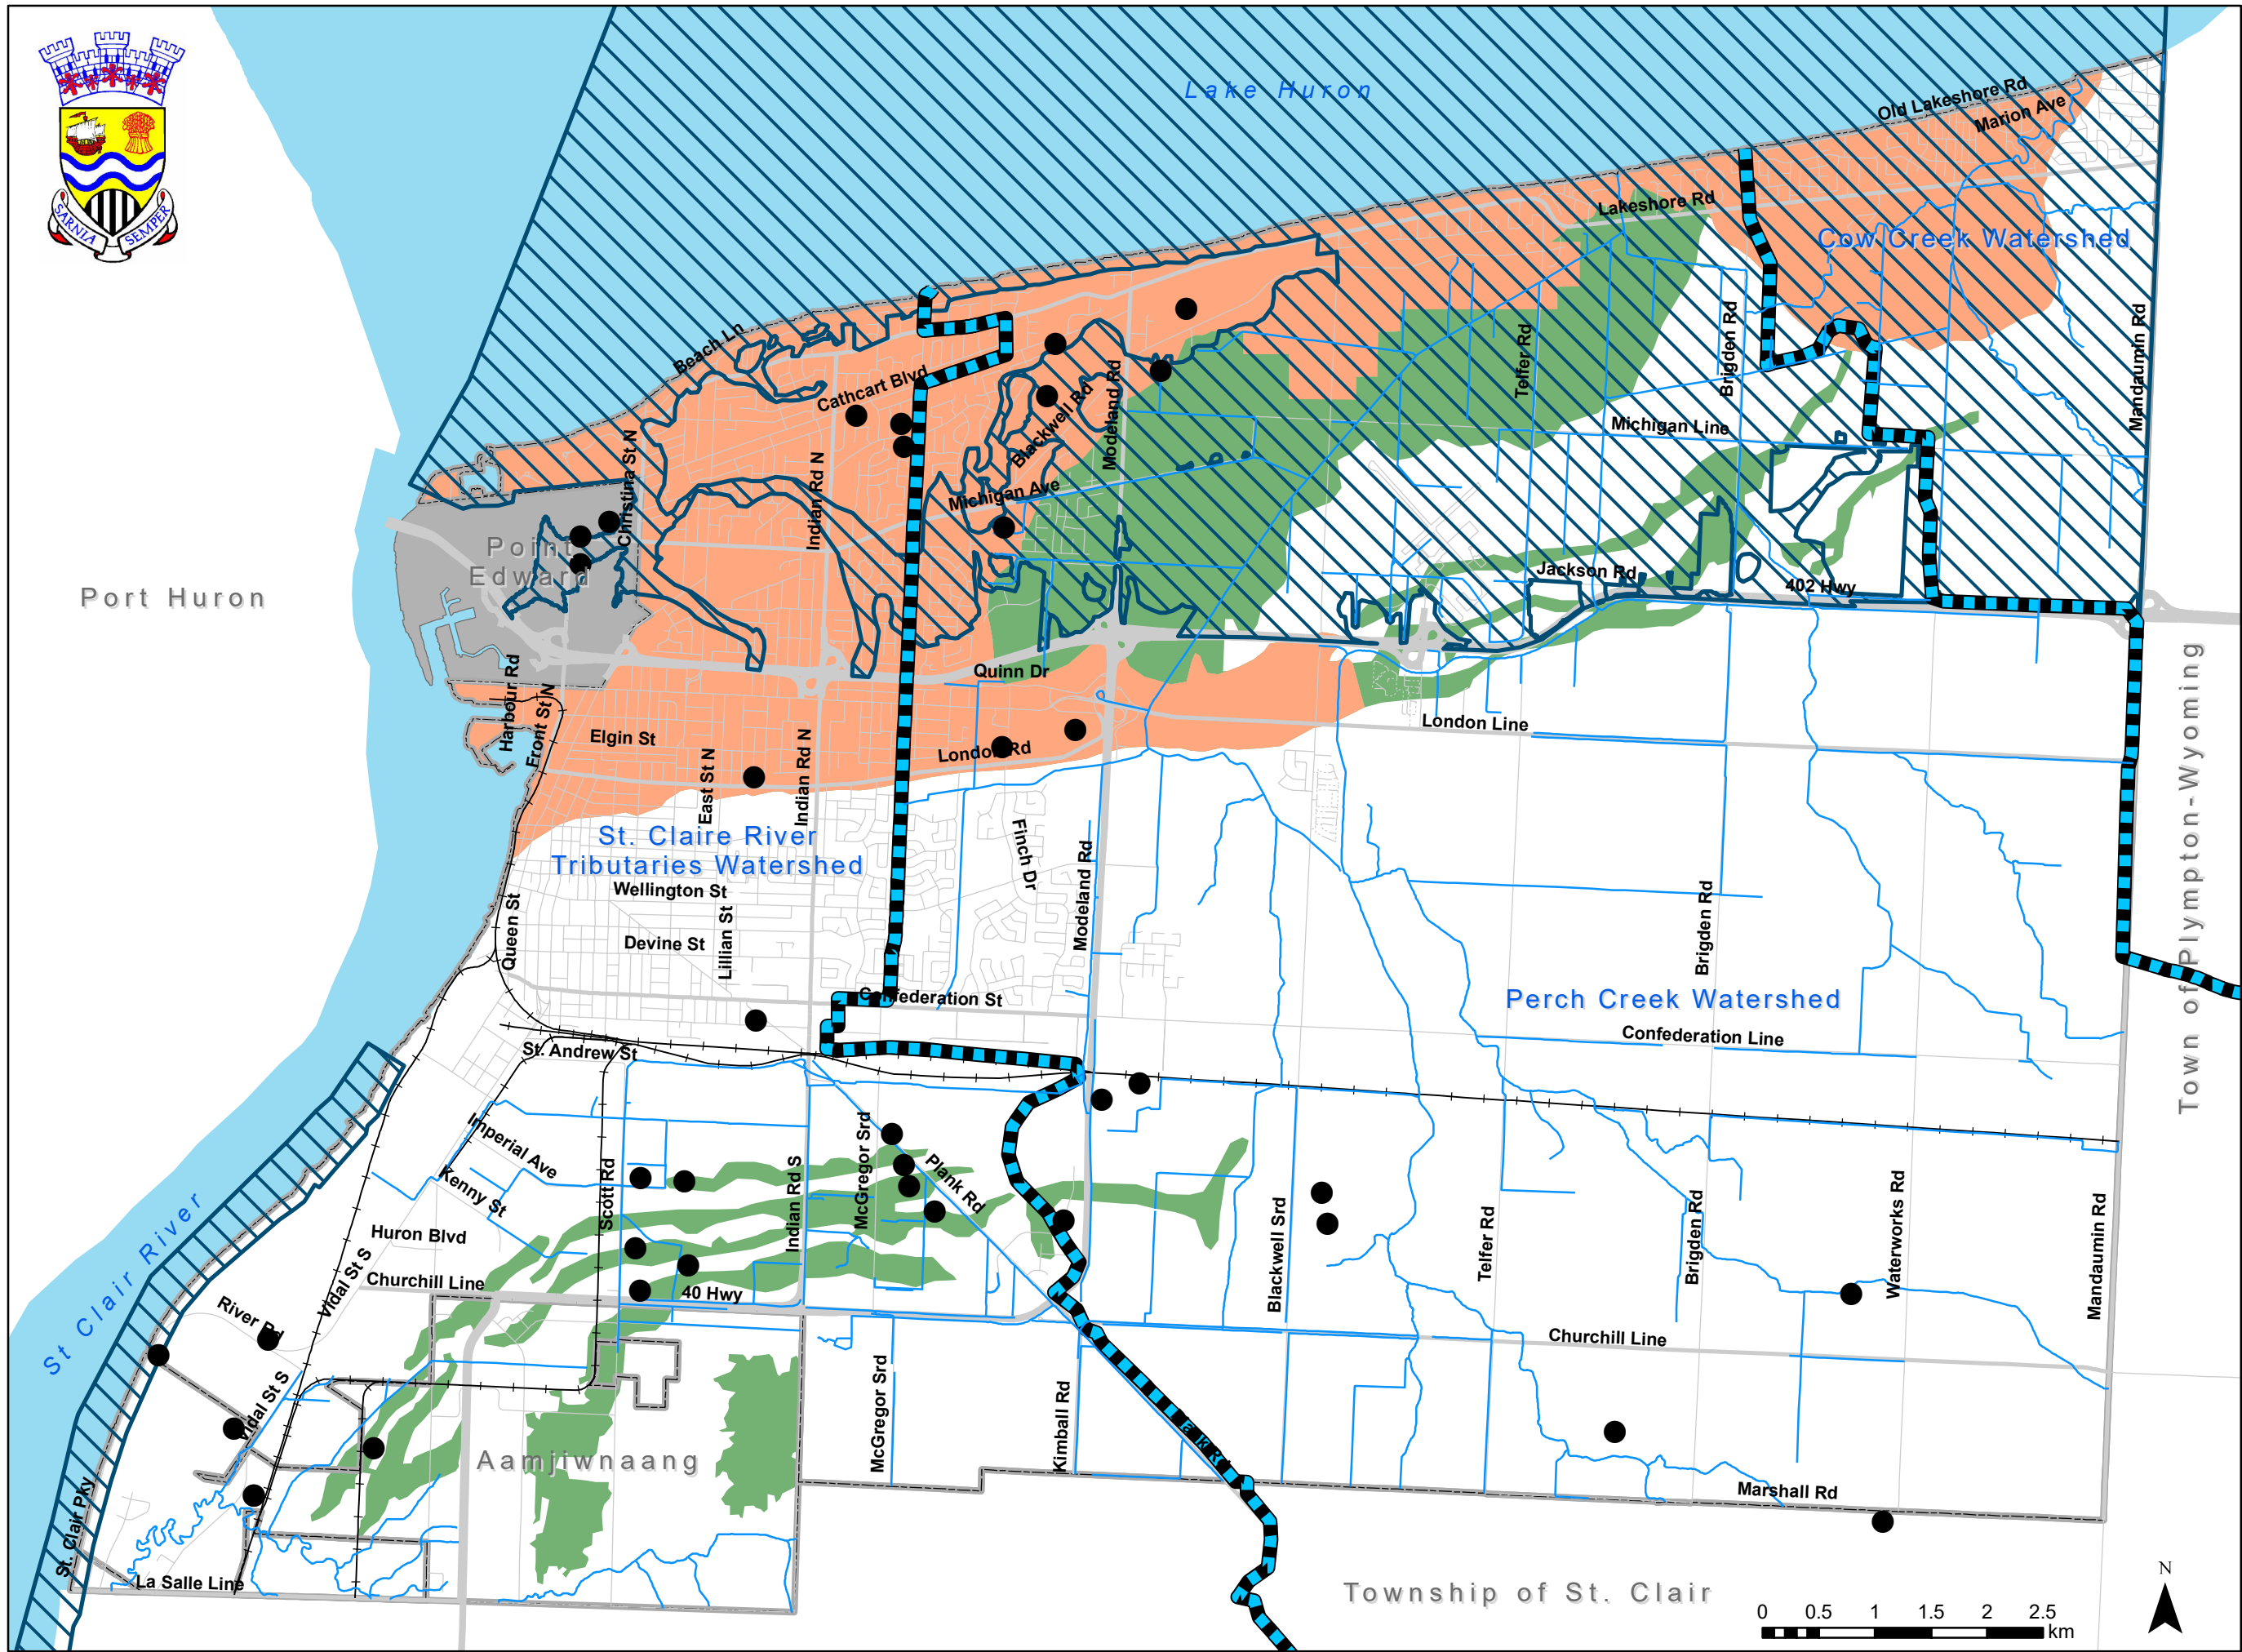 Lake Huron
Old Lakeshore Rd
Marion Ave
SARNIA
SEMPER
Lakeshore Rd
Cow Creek Watershed
Beach Ln
Cathcart Blvd
Blackwell Rd
Modeland Rd
Telfer Rd
Brigden Rd
Mandaumin Rd
Michigan Line
Christina St N
Indian Rd N
Michigan Ave
Point
Edward
Port Huron
Jackson Rd
402 Hwy
Harbour Rd
Front St N
Quinn Dr
London Line
Elgin St
East St N
Indian Rd N
London Rd
Town of Plympton-Wyoming
St. Claire River
Tributaries Watershed
Finch Dr
Modeland Rd
Wellington St
Queen St
Devine St
Lillian St
Brigden Rd
Confederation St
Perch Creek Watershed
Confederation Line
St. Andrew St
Imperial Ave
Kenny St
Scott Rd
Indian Rd S
McGregor Srd
Plank Rd
Blackwell Srd
Telfer Rd
Brigden Rd
Waterworks Rd
Mandaumin Rd
St Clair River
Huron Blvd
Churchill Line
Vidal St S
40 Hwy
River Rd
Churchill Line
Vidal St S
McGregor Srd
Kimball Rd
Aamjiwnaang
Marshall Rd
St. Clair Pky
La Salle Line
Township of St. Clair
N
0 0.5 1 1.5 2 2.5
km